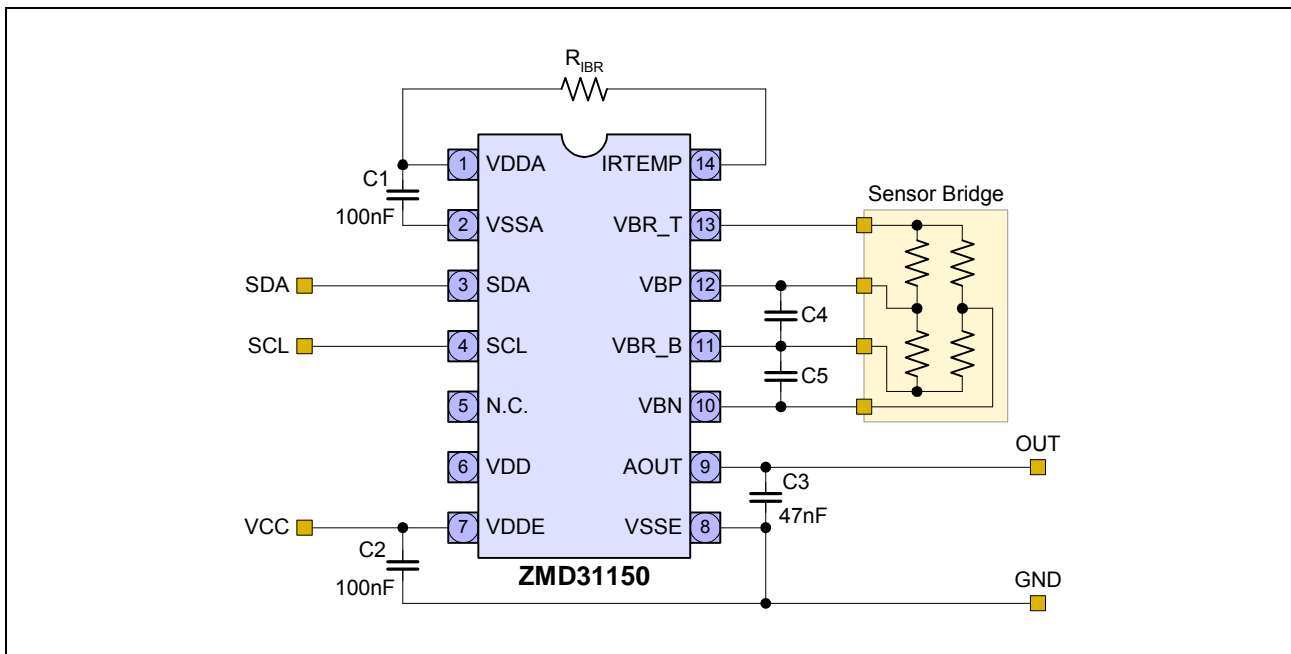 R_IBR
1 VDDA IRTEMP 14
C1
100nF
Sensor Bridge
2 VSSA VBR_T 13
SDA 3 SDA VBP 12
C4
SCL 4 SCL VBR_B 11
C5
5 N.C. VBN 10
OUT
6 VDD AOUT 9
C3
47nF
VCC 7 VDDE VSSE 8
C2
100nF
ZMD31150
GND